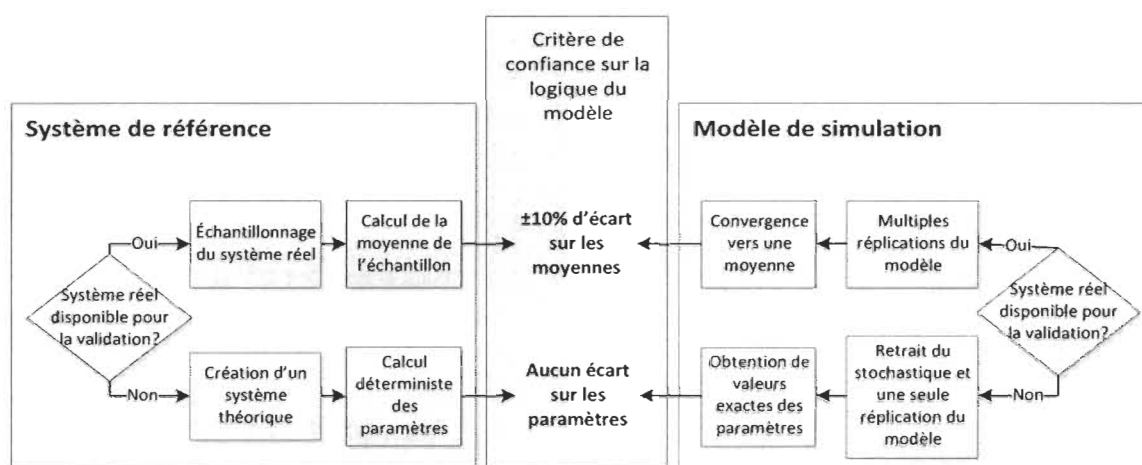 Critère de
confiance sur la
logique du
modèle
Système de référence
Modèle de simulation
Oui
Échantillonnage
du système réel
Calcul de la
moyenne de
l'échantillon
±10% d'écart
sur les
moyennes
Convergence
vers une
moyenne
Multiples
réplications du
modèle
Oui
Système réel
disponible pour
la validation?
Système réel
disponible pour
la validation?
Non
Création d'un
système
théorique
Calcul
déterministe
des
paramètres
Aucun écart
sur les
paramètres
Obtention de
valeurs
exactes des
paramètres
Retrait du
stochastique et
une seule
réplication du
modèle
Non